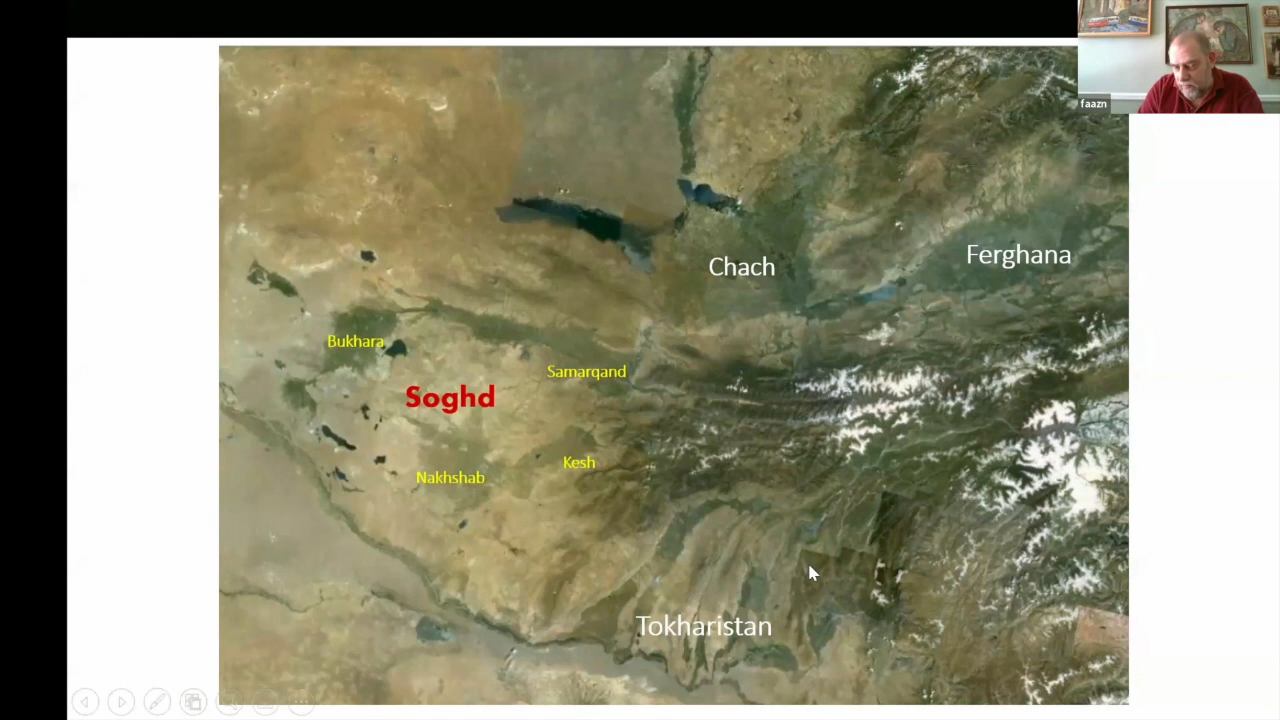 faazn
Chach
Ferghana
Bukhara
Samarqand
Soghd
Kesh
Nakhshab
Tokharistan